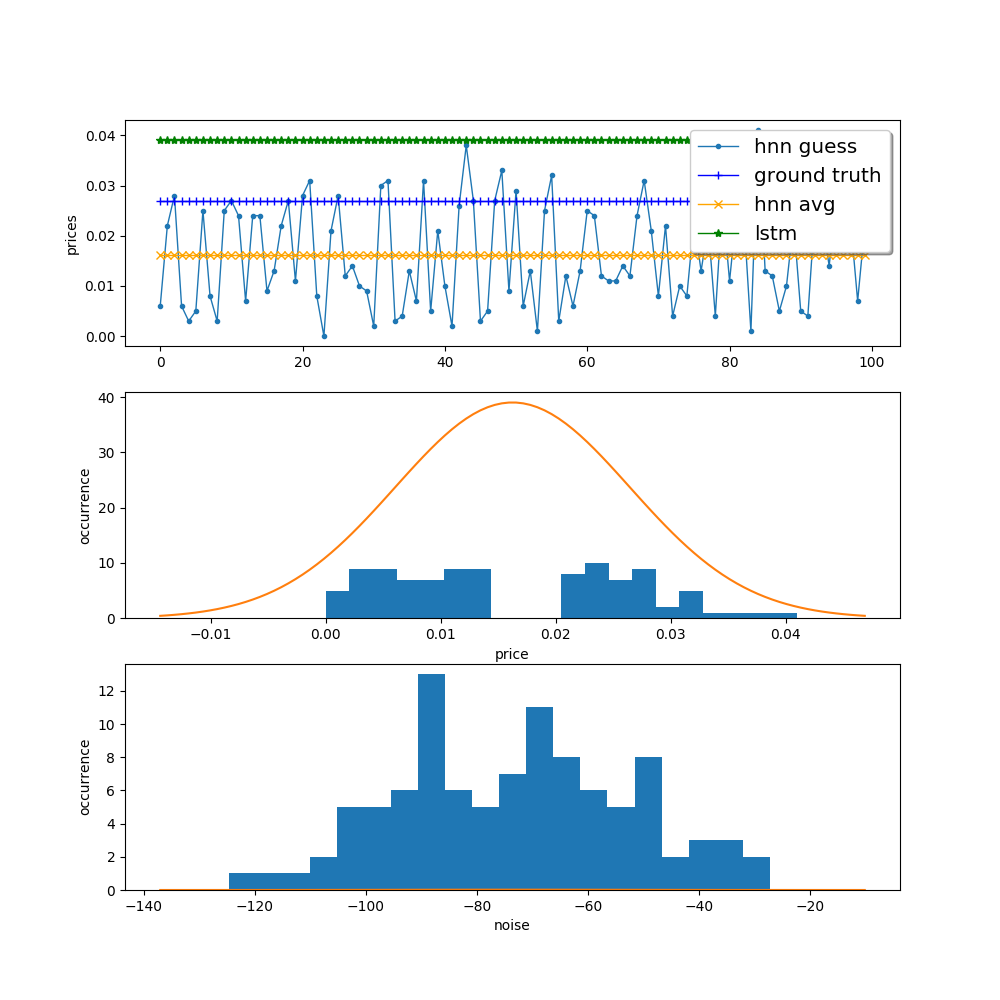 prices
0.04
0.03
0.02
0.01
0.00
0 20 40 60 80 100
hnn guess
ground truth
hnn avg
lstm
occurrence
40
30
20
10
0
−0.01 0.00 0.01 0.02 0.03 0.04
price
occurrence
12
10
8
6
4
2
0
−140 −120 −100 −80 −60 −40 −20
noise